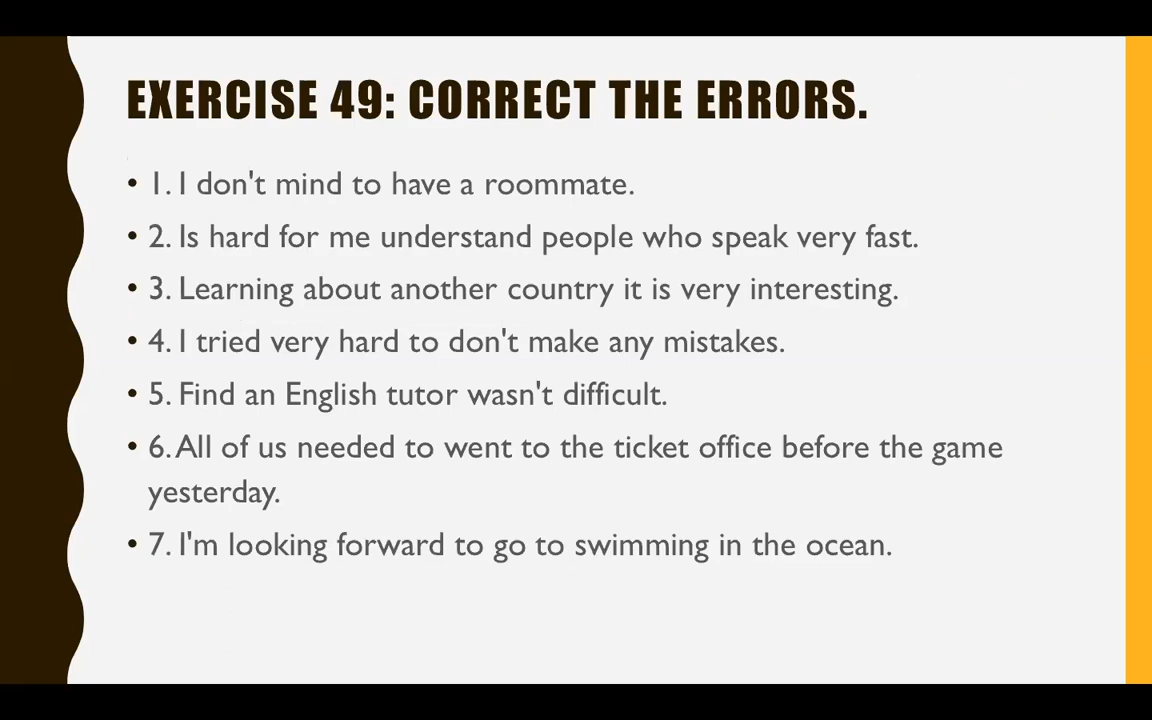 EXERCISE 49: CORRECT THE ERRORS.
• 1. I don't mind to have a roommate.
• 2. Is hard for me understand people who speak very fast.
• 3. Learning about another country it is very interesting.
• 4. I tried very hard to don't make any mistakes.
• 5. Find an English tutor wasn't difficult.
• 6. All of us needed to went to the ticket office before the game
yesterday.
• 7. I'm looking forward to go to swimming in the ocean.